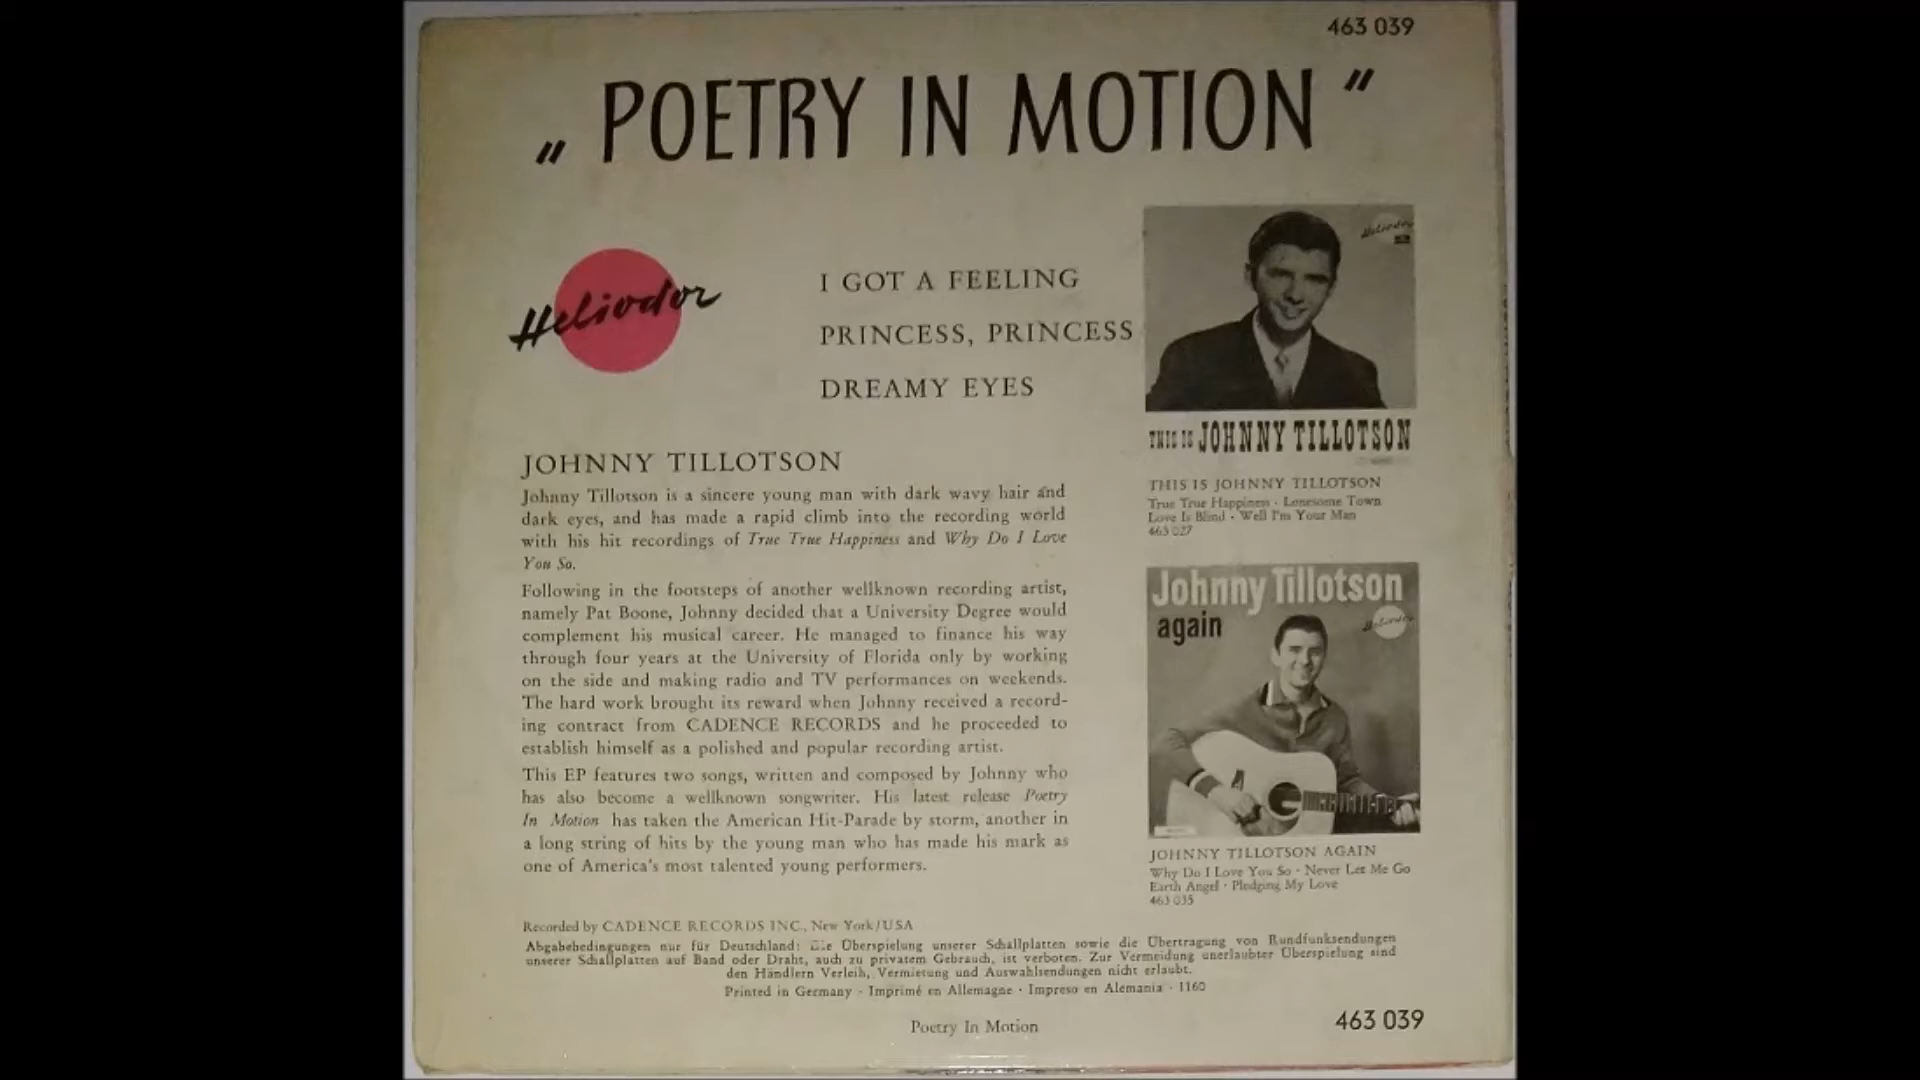 463 039
„ POETRY IN MOTION "
Heliodor
I GOT A FEELING
PRINCESS, PRINCESS
DREAMY EYES
JOHNNY TILLOTSON
Johnny Tillotson is a sincere young man with dark wavy hair and
dark eyes, and has made a rapid climb into the recording world
with his hit recordings of True True Happiness and Why Do I Love
You So.
Following in the footsteps of another wellknown recording artist,
namely Pat Boone, Johnny decided that a University Degree would
complement his musical career. He managed to finance his way
through four years at the University of Florida only by working
on the side and making radio and TV performances on weekends.
The hard work brought its reward when Johnny received a record-
ing contract from CADENCE RECORDS and he proceeded to
establish himself as a polished and popular recording artist.
This EP features two songs, written and composed by Johnny who
has also become a wellknown songwriter. His latest release Poetry
In Motion has taken the American Hit-Parade by storm, another in
a long string of hits by the young man who has made his mark as
one of America's most talented young performers.
Heliodor
THIS IS JOHNNY TILLOTSON
THIS IS JOHNNY TILLOTSON
True True Happiness · Lonesome Town
Love Is Blind · Well I'm Your Man
463 027
Johnny Tillotson
again
Heliodor
JOHNNY TILLOTSON AGAIN
Why Do I Love You So · Never Let Me Go
Earth Angel · Pledging My Love
463 035
Recorded by CADENCE RECORDS INC., New York/USA
Abgabebedingungen nur für Deutschland: Die Überspielung unserer Schallplatten sowie die Übertragung von Rundfunksendungen
unserer Schallplatten auf Band oder Draht, auch zu privatem Gebrauch, ist verboten. Zur Vermeidung unerlaubter Überspielung sind
den Händlern Verleih, Vermietung und Auswahlsendungen nicht erlaubt.
Printed in Germany · Imprimé en Allemagne · Impreso en Alemania · 1160
Poetry In Motion
463 039